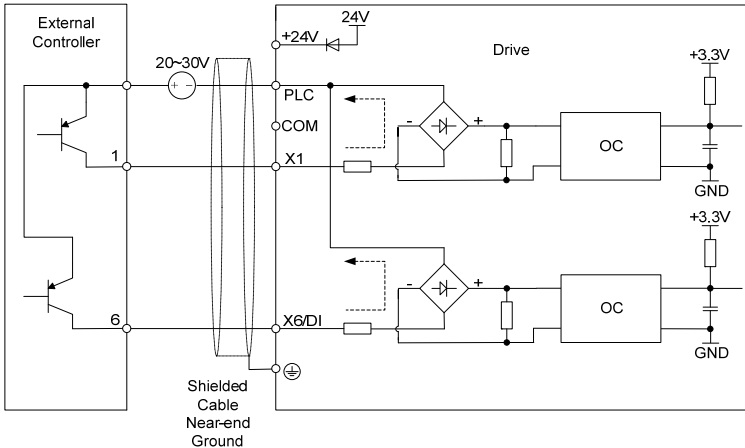 External
Controller
24V
+24V
Drive
20~30V
+ -
PLC
+3.3V
COM
- +
OC
1
X1
GND
+3.3V
- +
OC
6
X6/DI
GND
Shielded
Cable
Near-end
Ground